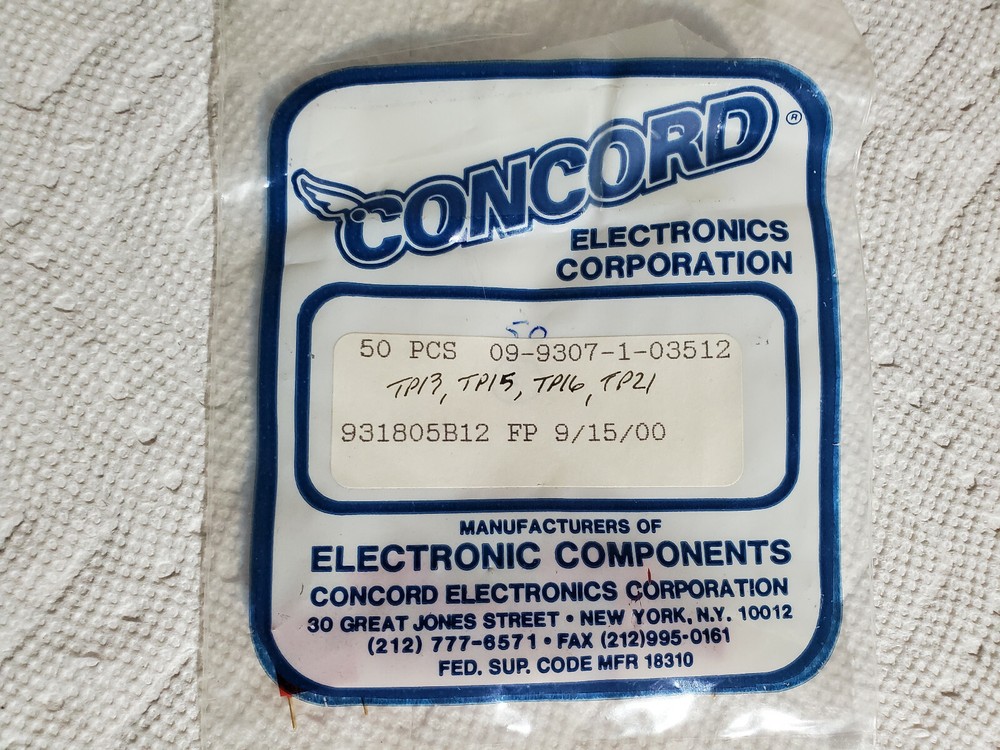 CONCORD ®
ELECTRONICS
CORPORATION
50
50 PCS 09-9307-1-03512
TP13, TP15, TP16, TP21
931805B12 FP 9/15/00
MANUFACTURERS OF
ELECTRONIC COMPONENTS
CONCORD ELECTRONICS CORPORATION
30 GREAT JONES STREET • NEW YORK, N.Y. 10012
(212) 777-6571 • FAX (212)995-0161
FED. SUP. CODE MFR 18310